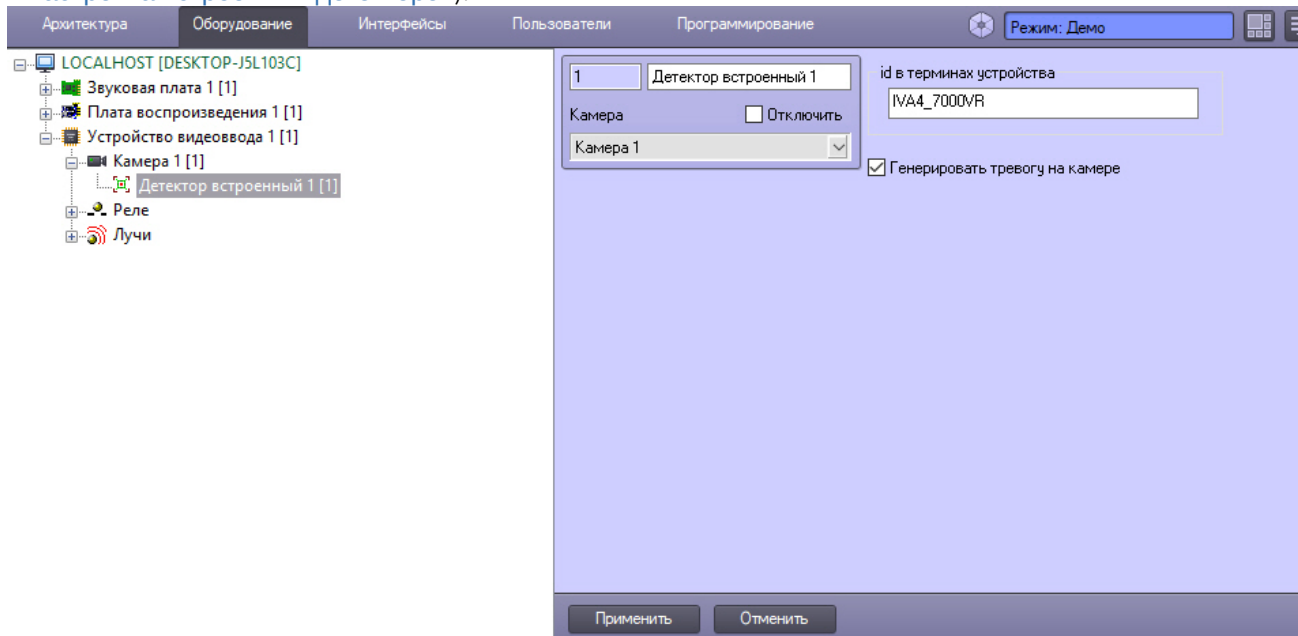 Архитектура Оборудование Интерфейсы Пользователи Программирование Режим: Демо
LOCALHOST [DESKTOP-J5L103C]
Звуковая плата 1 [1]
Плата воспроизведения 1 [1]
Устройство видеоввода 1 [1]
Камера 1 [1]
Детектор встроенный 1 [1]
Реле
Лучи
1 Детектор встроенный 1
Камера Отключить
Камера 1
id в терминах устройства
IVA4_7000VR
Генерировать тревогу на камере
Применить Отменить